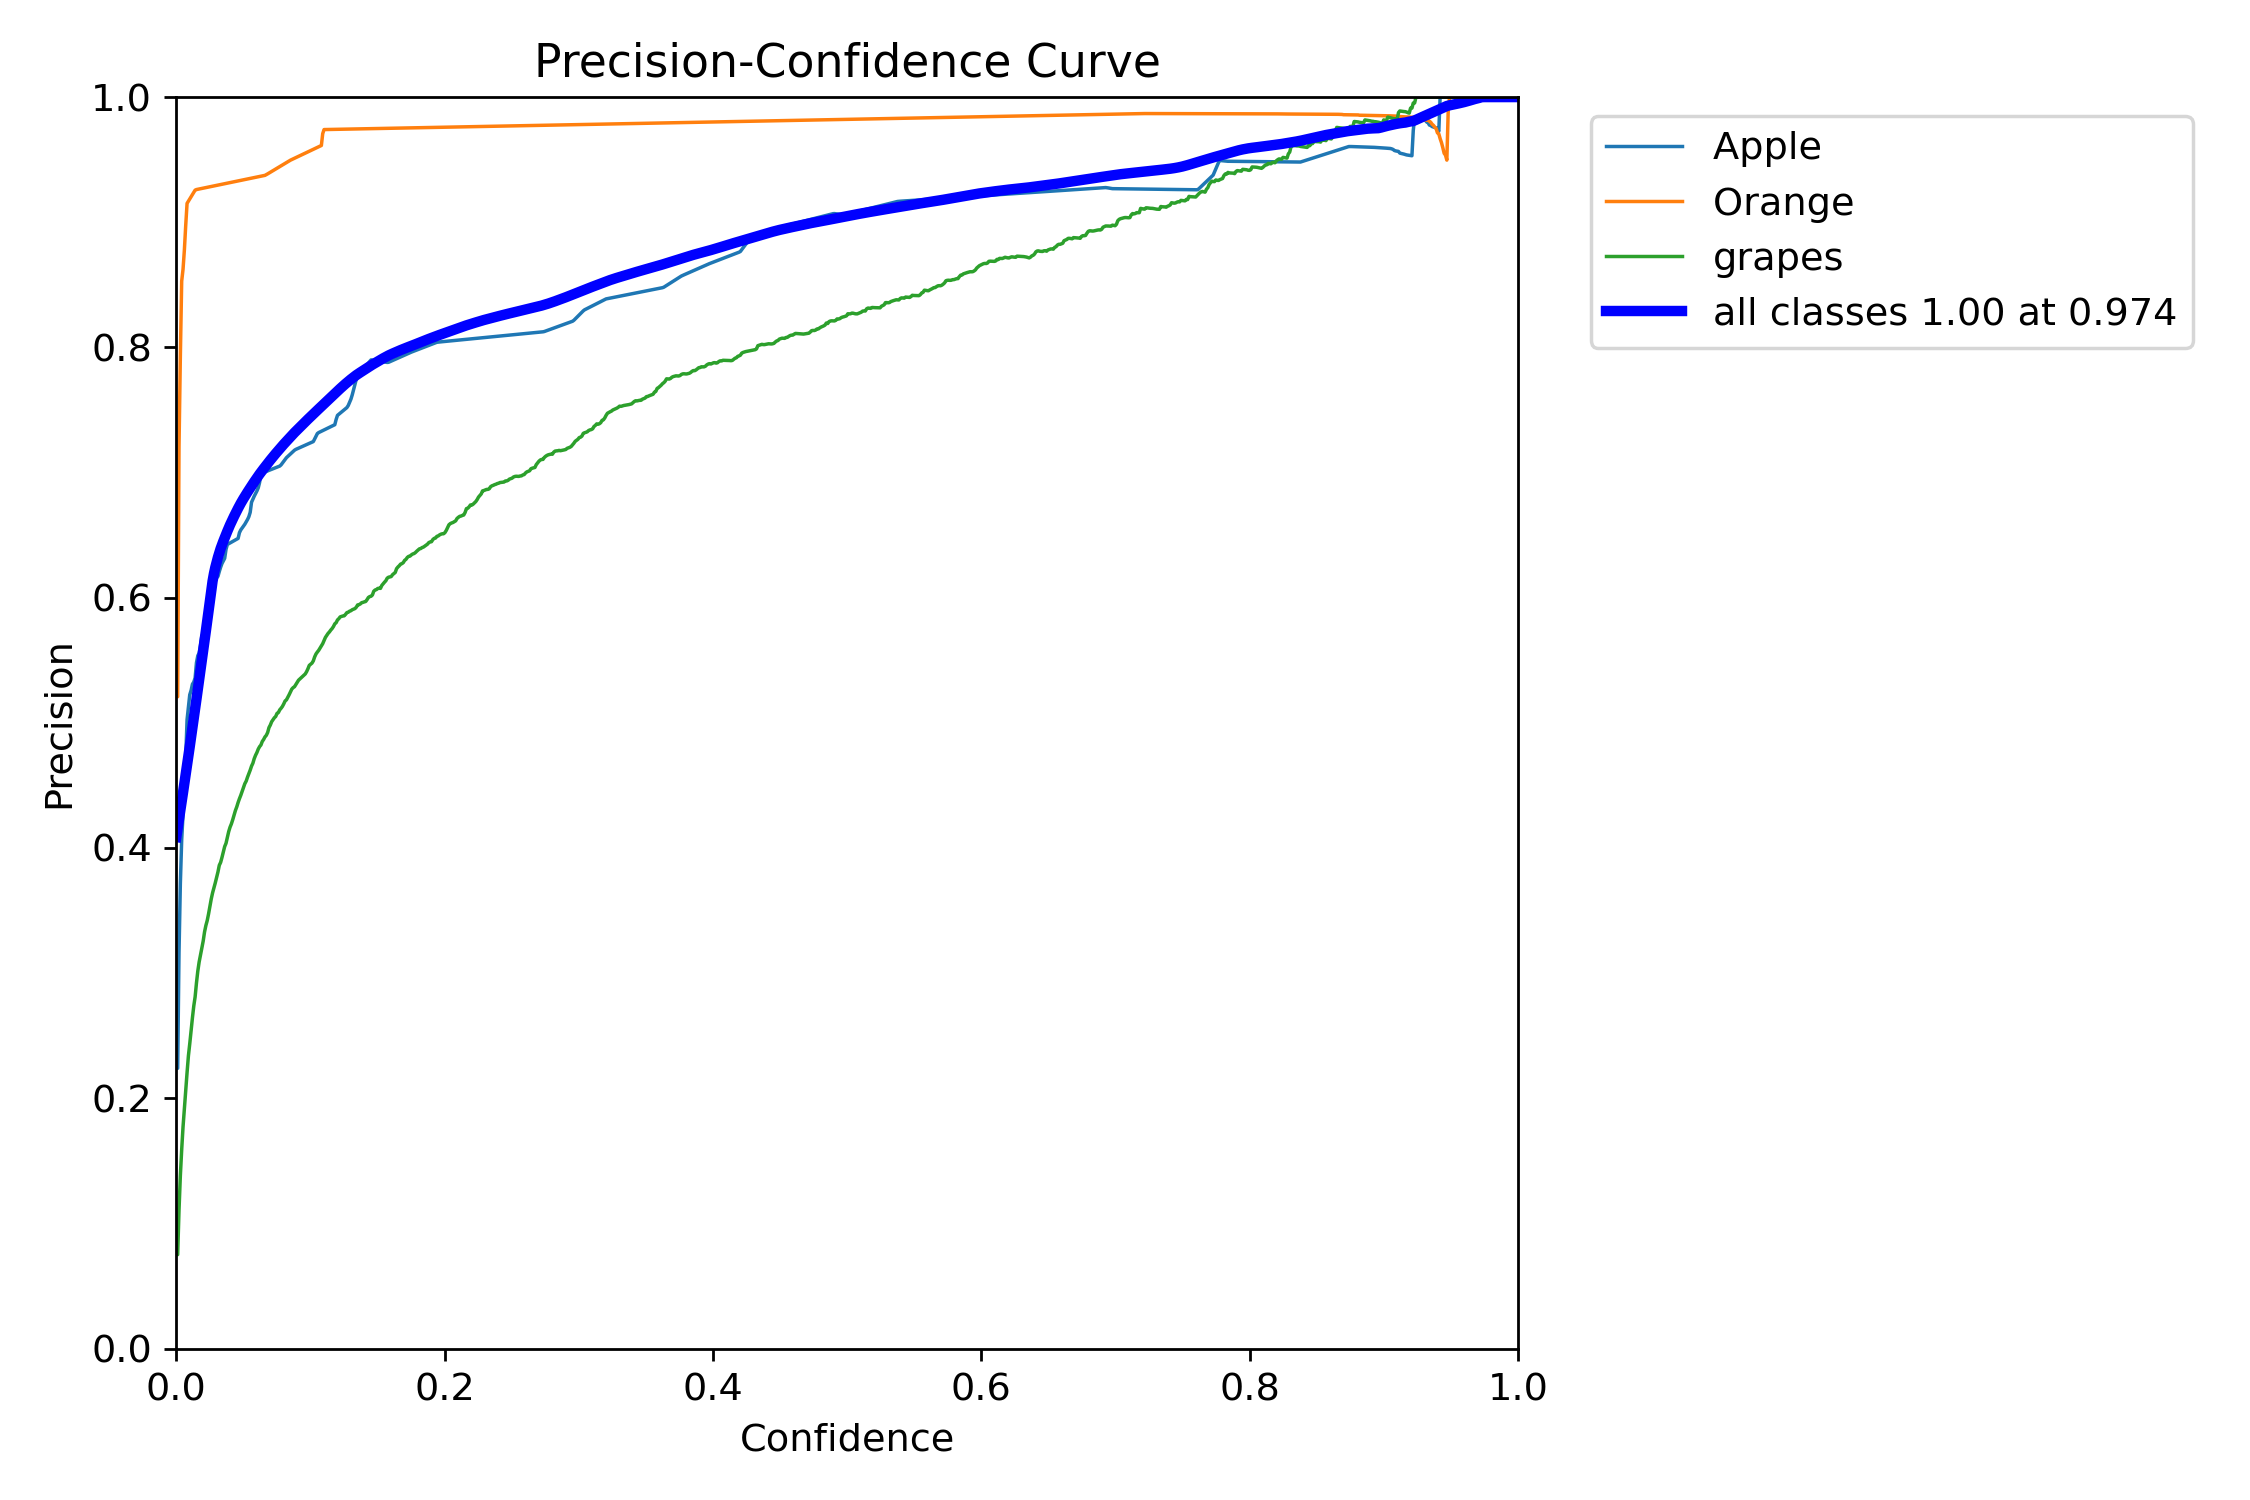 Precision-Confidence Curve
1.0
0.8
0.6
0.4
0.2
0.0
Precision
0.0 0.2 0.4 0.6 0.8 1.0
Confidence
Apple
Orange
grapes
all classes 1.00 at 0.974